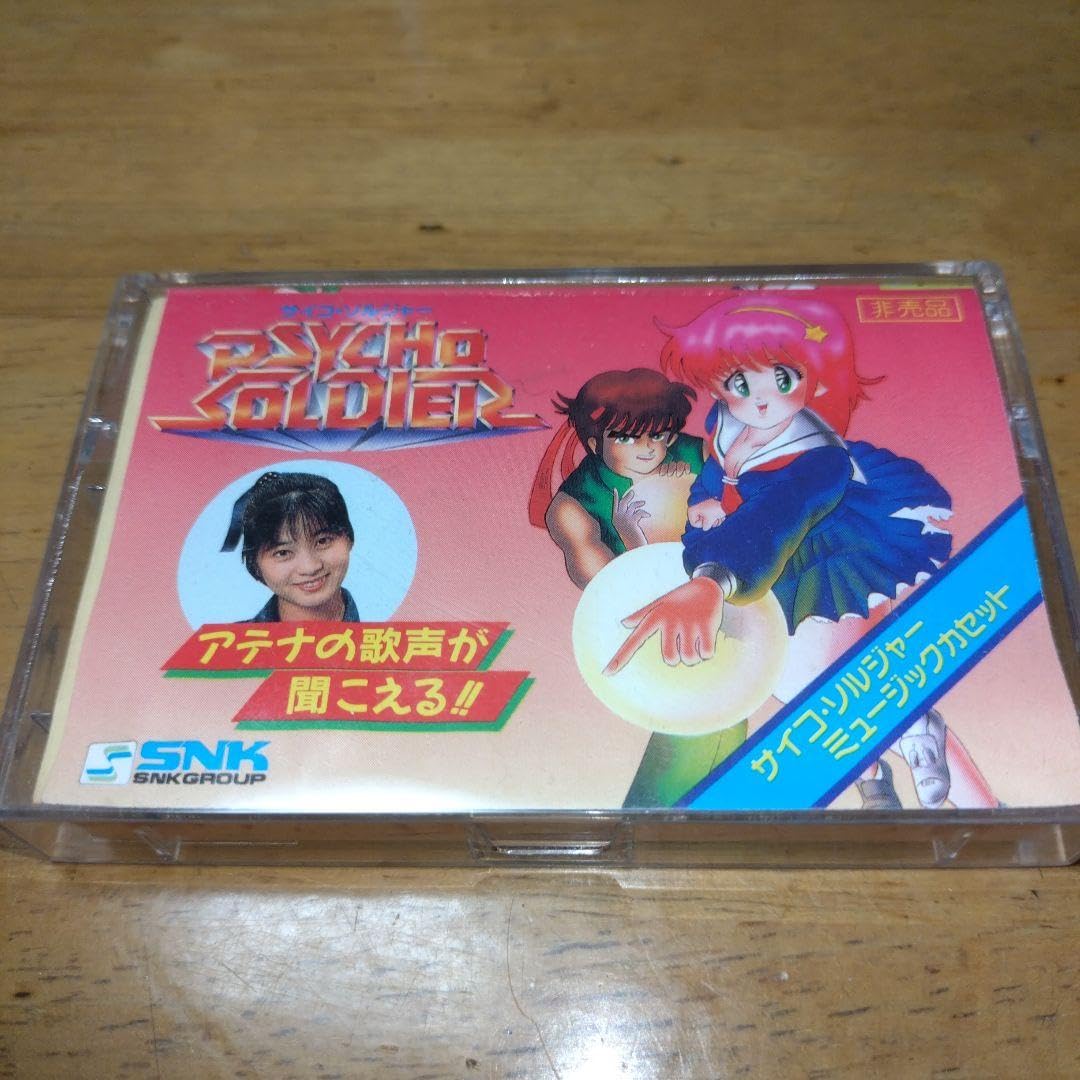 サイコ・ソルジャー
PSYCHO
SOLDIER
非売品
アテナの歌声が
聞こえる!!
SNK
SNK GROUP
サイコ・ソルジャー
ミュージックカセット